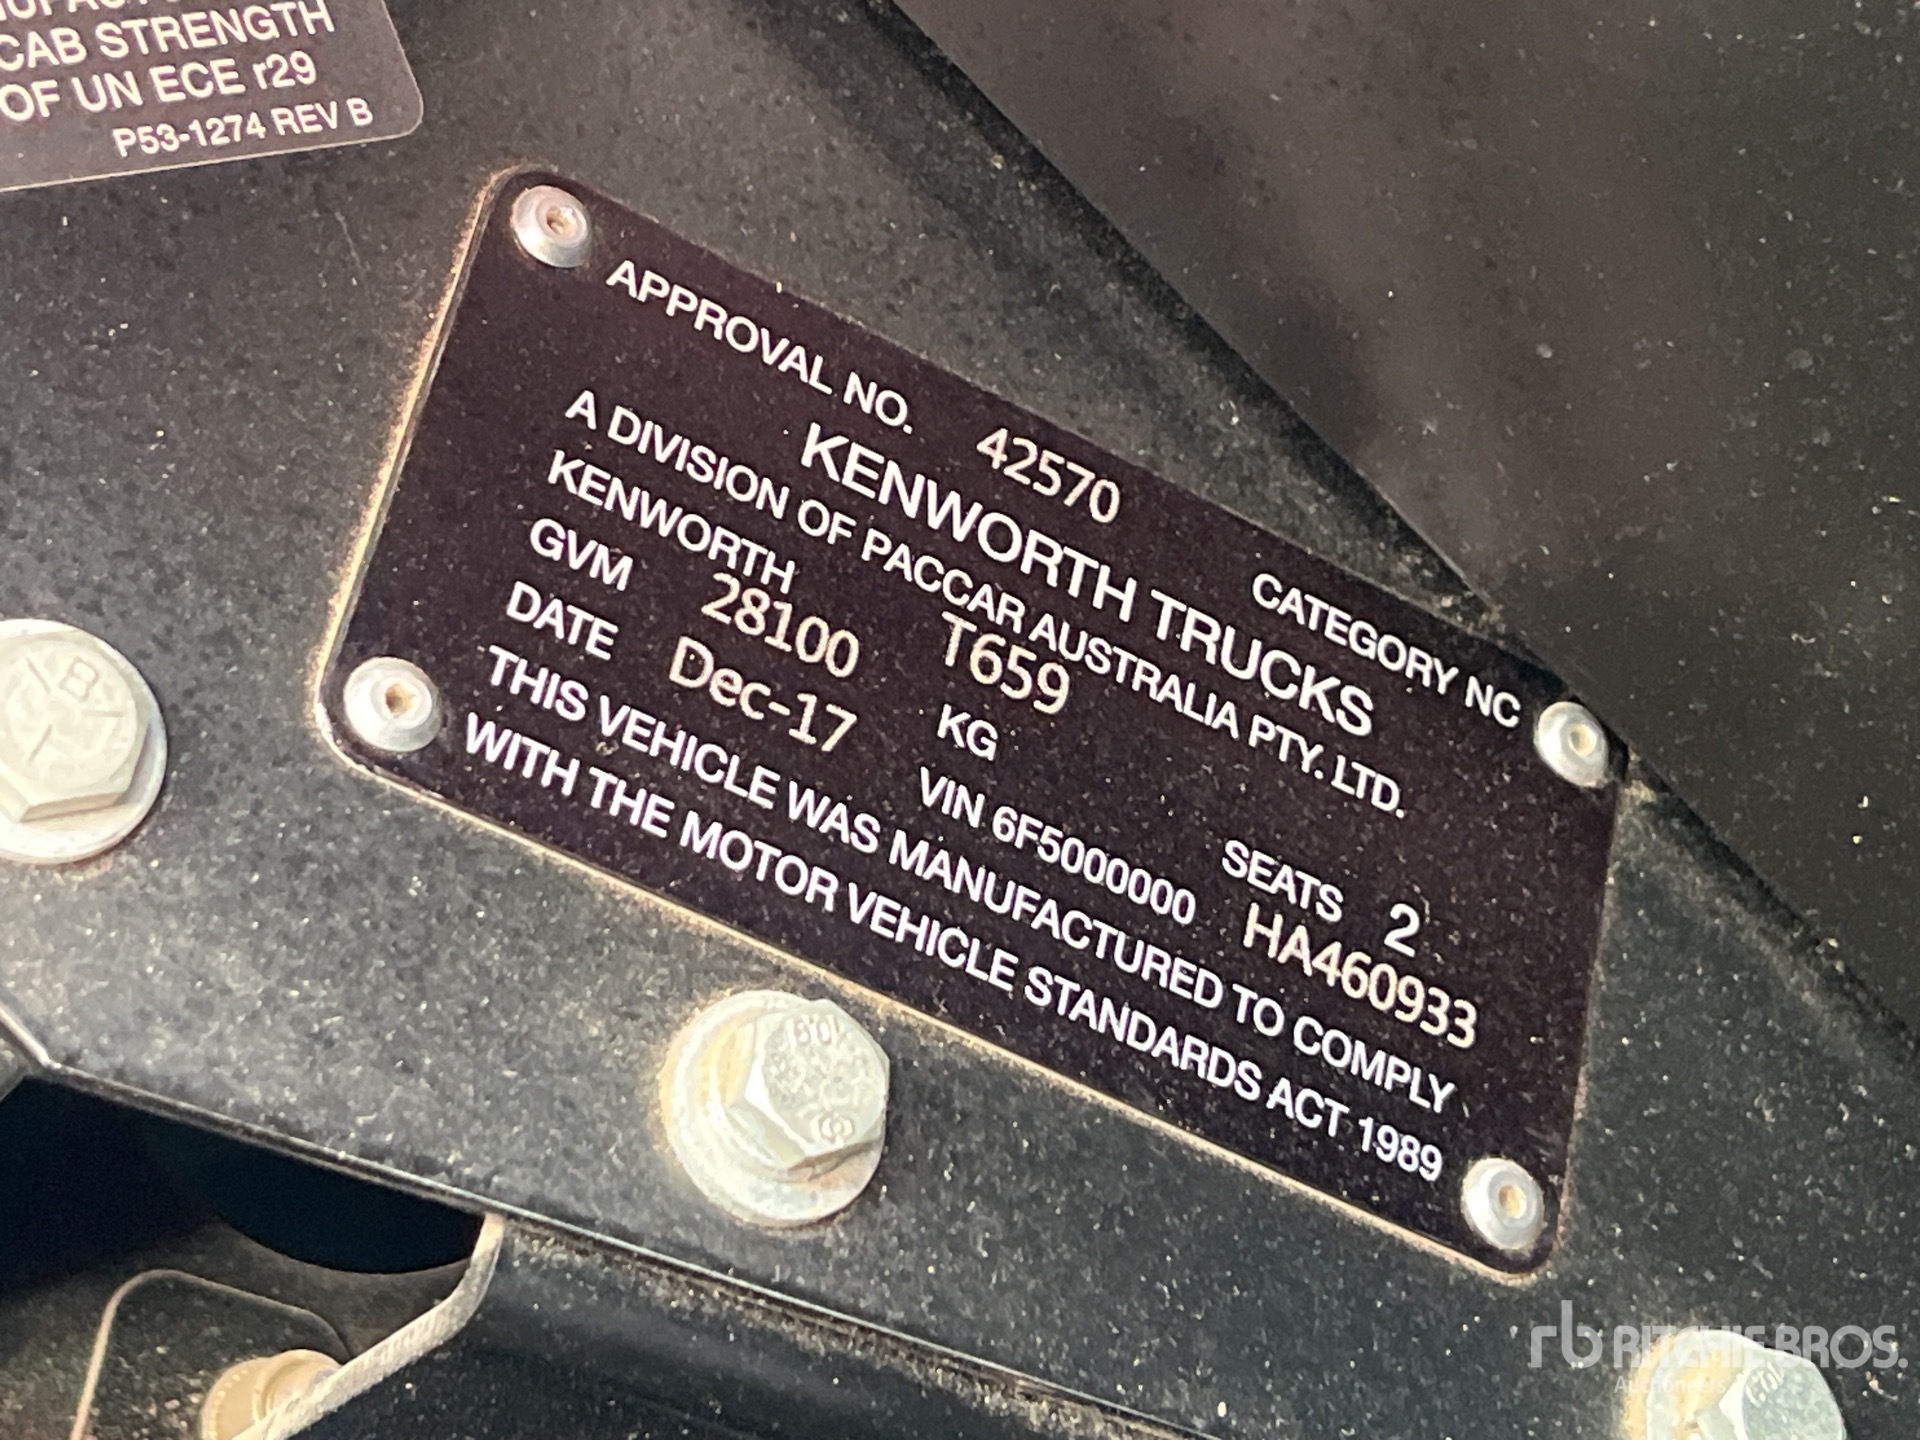 CAB STRENGTH
OF UN ECE r29
P53-1274 REV B
APPROVAL NO. 42570 CATEGORY NC
KENWORTH TRUCKS
A DIVISION OF PACCAR AUSTRALIA PTY. LTD.
KENWORTH T659 SEATS 2
GVM 28100 KG
DATE Dec-17 VIN 6F5000000 HA460933
THIS VEHICLE WAS MANUFACTURED TO COMPLY
WITH THE MOTOR VEHICLE STANDARDS ACT 1989
rb RITCHIE BROS.
Auctioneers